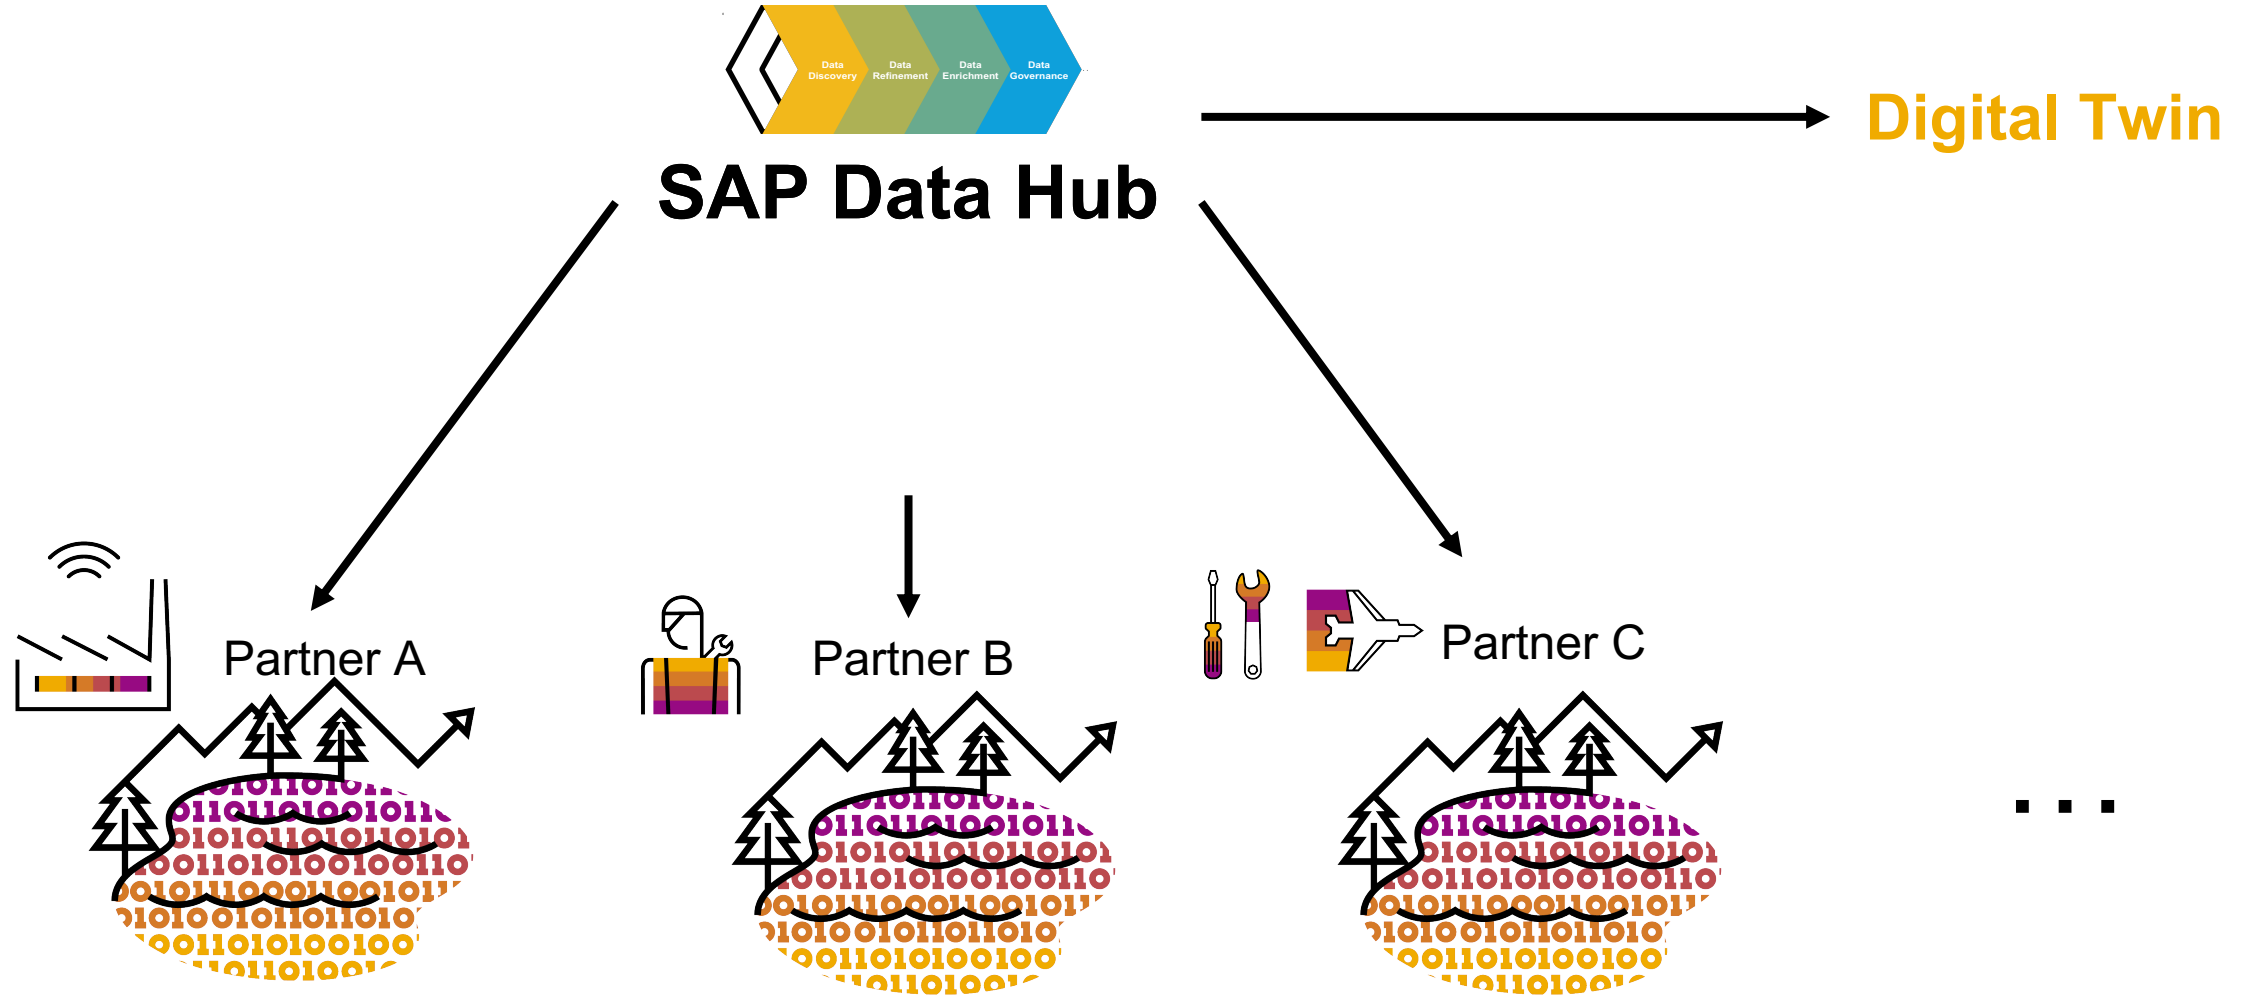 Data
Discovery
Data
Refinement
Data
Enrichment
Data
Governance
SAP Data Hub
Digital Twin
Partner A
Partner B
Partner C
...